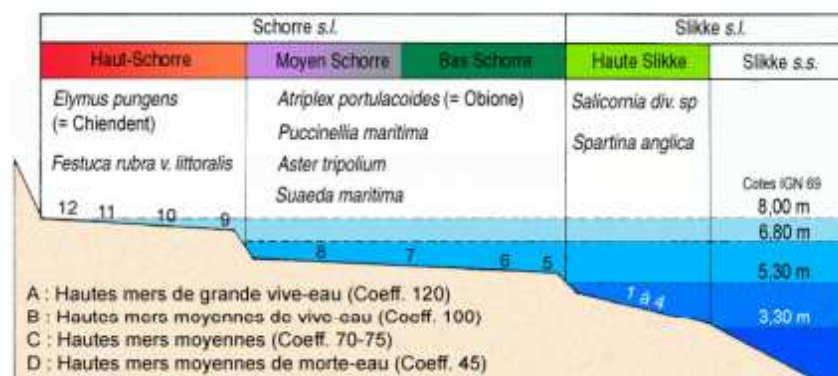 Schorre s.l.
Slikke s.l.
Haut-Schorre
Moyen Schorre
Bas Schorre
Haute Slikke
Slikke s.s.
Elymus pungens
(= Chiendent)
Festuca rubra v. littoralis
Atriplex portulacoides (= Obione)
Puccinellia maritima
Aster tripolium
Suaeda maritima
Salicornia div. sp
Spartina anglica
Cotes IGN 69
8,00 m
6,80 m
5,30 m
3,30 m
12 11 10 9
8 7 6 5
1 à 4
A : Hautes mers de grande vive-eau (Coeff. 120)
B : Hautes mers moyennes de vive-eau (Coeff. 100)
C : Hautes mers moyennes (Coeff. 70-75)
D : Hautes mers moyennes de morte-eau (Coeff. 45)